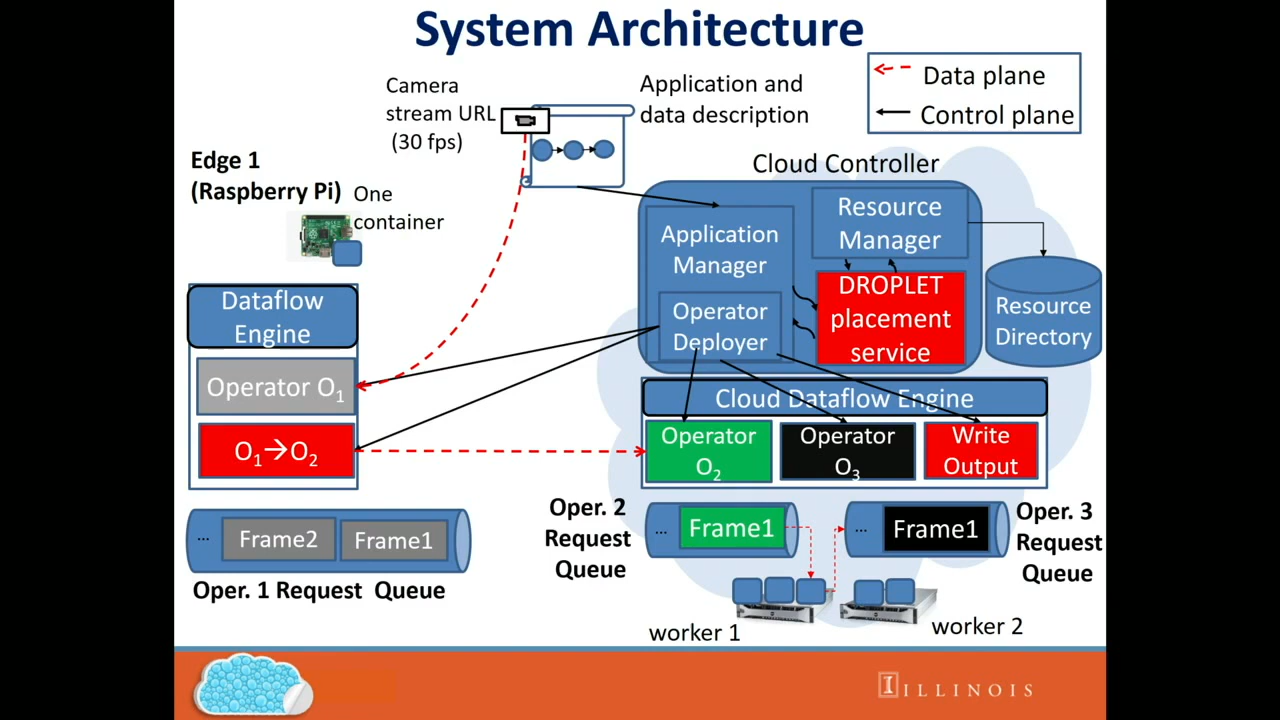 System Architecture
Camera
stream URL
(30 fps)
Application and
data description
Data plane
Control plane
Edge 1
(Raspberry Pi)
One
container
Cloud Controller
Application
Manager
Resource
Manager
Operator
Deployer
DROPLET
placement
service
Resource
Directory
Dataflow
Engine
Operator O1
O1→O2
Cloud Dataflow Engine
Operator
O2
Operator
O3
Write
Output
... Frame2 Frame1
Oper. 1 Request Queue
Oper. 2
Request
Queue
... Frame1
... Frame1
Oper. 3
Request
Queue
worker 1
worker 2
I ILLINOIS